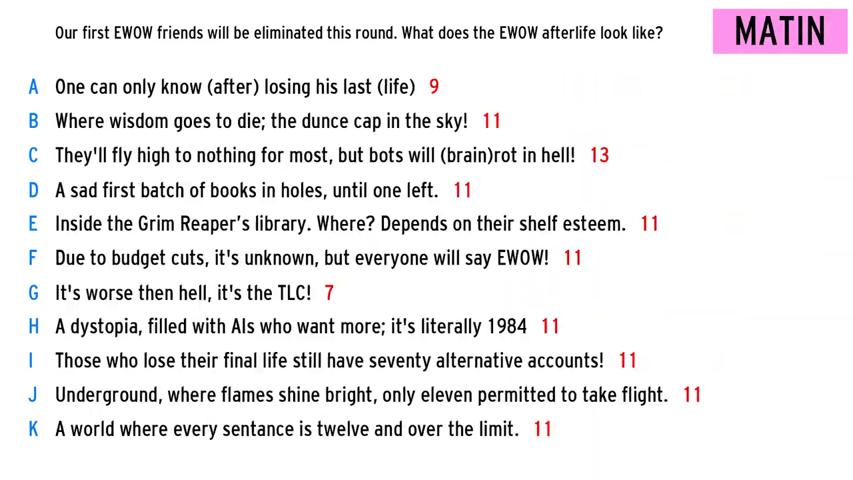 Our first EWOW friends will be eliminated this round. What does the EWOW afterlife look like?
MATIN
A One can only know (after) losing his last (life) 9
B Where wisdom goes to die; the dunce cap in the sky! 11
C They'll fly high to nothing for most, but bots will (brain)rot in hell! 13
D A sad first batch of books in holes, until one left. 11
E Inside the Grim Reaper's library. Where? Depends on their shelf esteem. 11
F Due to budget cuts, it's unknown, but everyone will say EWOW! 11
G It's worse then hell, it's the TLC! 7
H A dystopia, filled with AIs who want more; it's literally 1984 11
I Those who lose their final life still have seventy alternative accounts! 11
J Underground, where flames shine bright, only eleven permitted to take flight. 11
K A world where every sentance is twelve and over the limit. 11